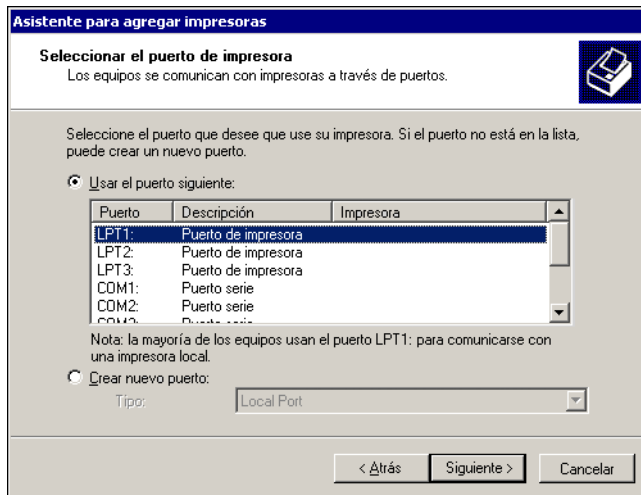 Asistente para agregar impresoras
Seleccionar el puerto de impresora
Los equipos se comunican con impresoras a través de puertos.
Seleccione el puerto que desee que use su impresora. Si el puerto no está en la lista,
puede crear un nuevo puerto.
Usar el puerto siguiente:
Puerto Descripción Impresora
LPT1: Puerto de impresora
LPT2: Puerto de impresora
LPT3: Puerto de impresora
COM1: Puerto serie
COM2: Puerto serie
Nota: la mayoría de los equipos usan el puerto LPT1: para comunicarse con
una impresora local.
Crear nuevo puerto:
Tipo: Local Port
< Atrás Siguiente > Cancelar